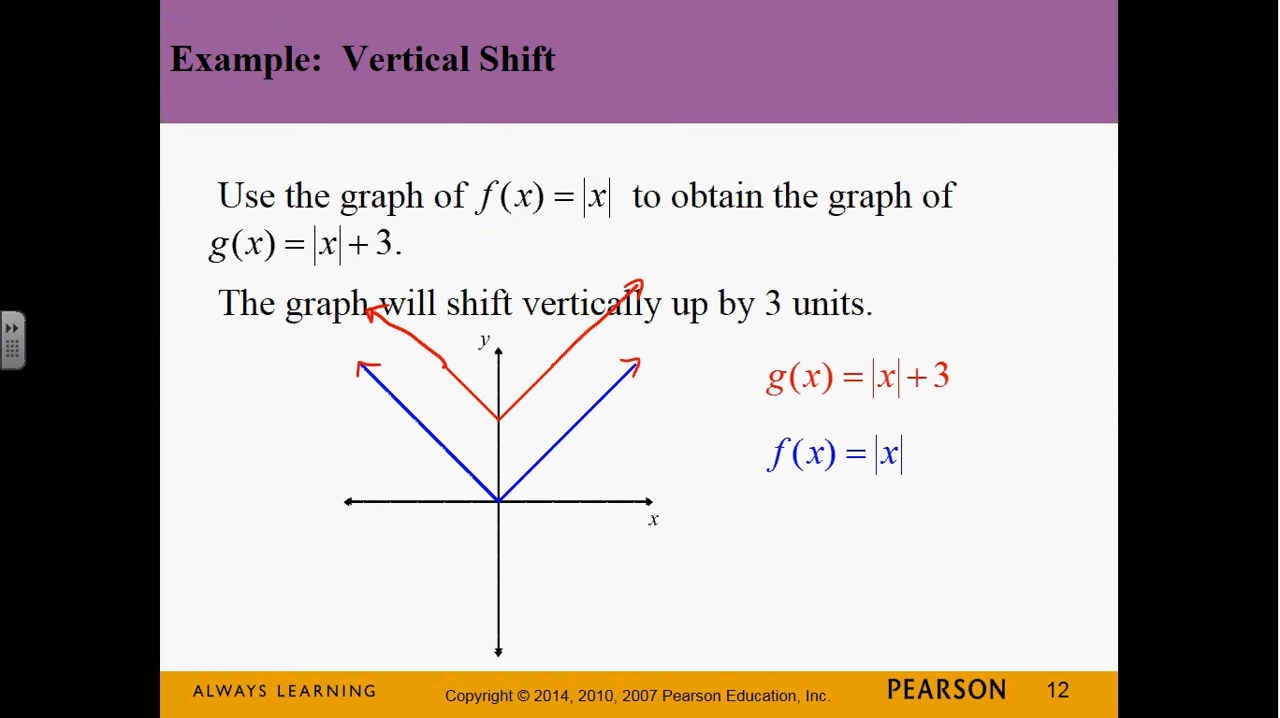 Example: Vertical Shift
Use the graph of f(x) = |x| to obtain the graph of
g(x) = |x| + 3.
The graph will shift vertically up by 3 units.
y
g(x) = |x| + 3
f(x) = |x|
x
ALWAYS LEARNING
Copyright © 2014, 2010, 2007 Pearson Education, Inc.
PEARSON
12